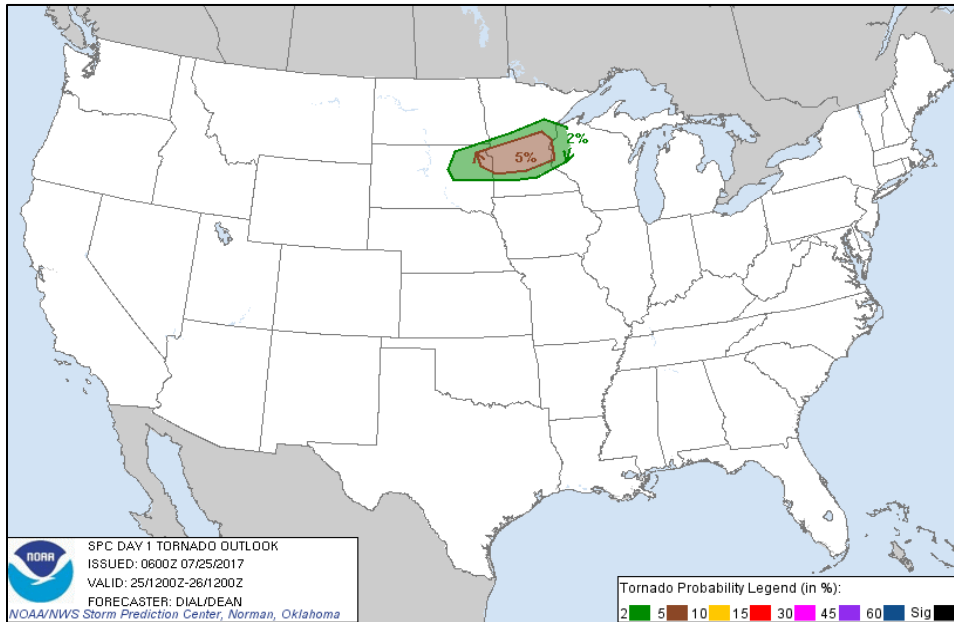 2%
5%
NOAA
SPC DAY 1 TORNADO OUTLOOK
ISSUED: 0600Z 07/25/2017
VALID: 25/1200Z-26/1200Z
FORECASTER: DIAL/DEAN
NOAA/NWS Storm Prediction Center, Norman, Oklahoma
Tornado Probability Legend (in %):
2 5 10 15 30 45 60 Sig